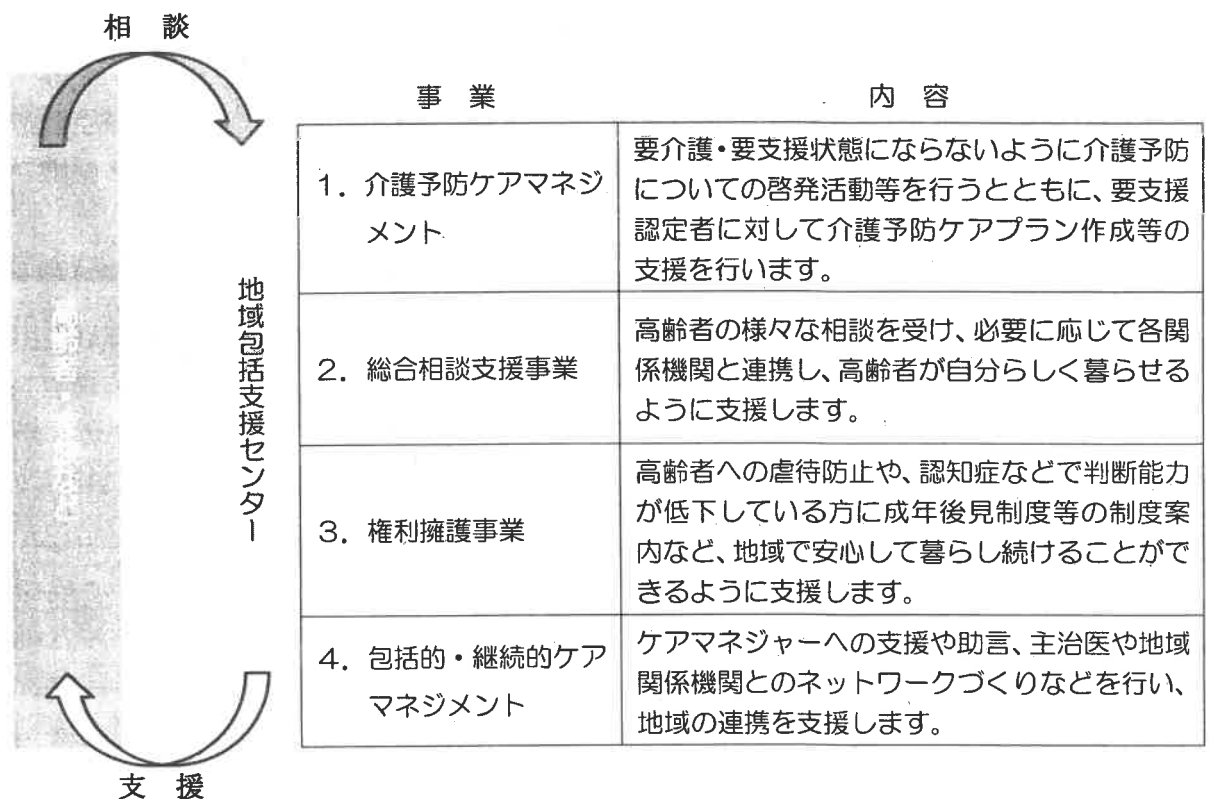 相 談
事 業
内 容
1. 介護予防ケアマネジ
メント
要介護・要支援状態にならないように介護予防
についての啓発活動等を行うとともに、要支援
認定者に対して介護予防ケアプラン作成等の
支援を行います。
2. 総合相談支援事業
高齢者の様々な相談を受け、必要に応じて各関
係機関と連携し、高齢者が自分らしく暮らせる
ように支援します。
3. 権利擁護事業
高齢者への虐待防止や、認知症などで判断能力
が低下している方に成年後見制度等の制度案
内など、地域で安心して暮らし続けることがで
きるように支援します。
4. 包括的・継続的ケア
マネジメント
ケアマネジャーへの支援や助言、主治医や地域
関係機関とのネットワークづくりなどを行い、
地域の連携を支援します。
地域包括支援センター
支 援